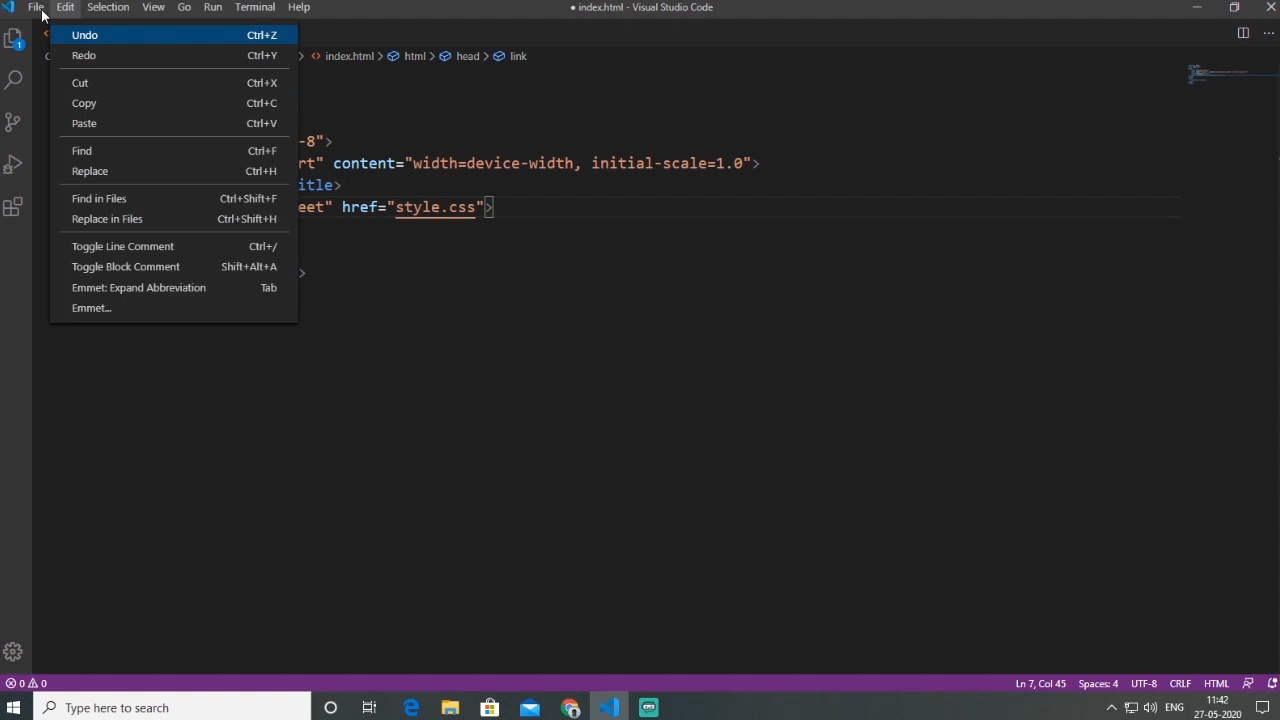 File Edit Selection View Go Run Terminal Help ● index.html - Visual Studio Code
1
index.html > html > head > link
Undo Ctrl+Z
Redo Ctrl+Y
Cut Ctrl+X
Copy Ctrl+C
Paste Ctrl+V
Find Ctrl+F
Replace Ctrl+H
Find in Files Ctrl+Shift+F
Replace in Files Ctrl+Shift+H
Toggle Line Comment Ctrl+/
Toggle Block Comment Shift+Alt+A
Emmet: Expand Abbreviation Tab
Emmet...
-8">
rt" content="width=device-width, initial-scale=1.0">
itle>
eet" href="style.css">
>
0 0 Ln 7, Col 45 Spaces: 4 UTF-8 CRLF HTML
Type here to search
ENG
11:42
27-05-2020